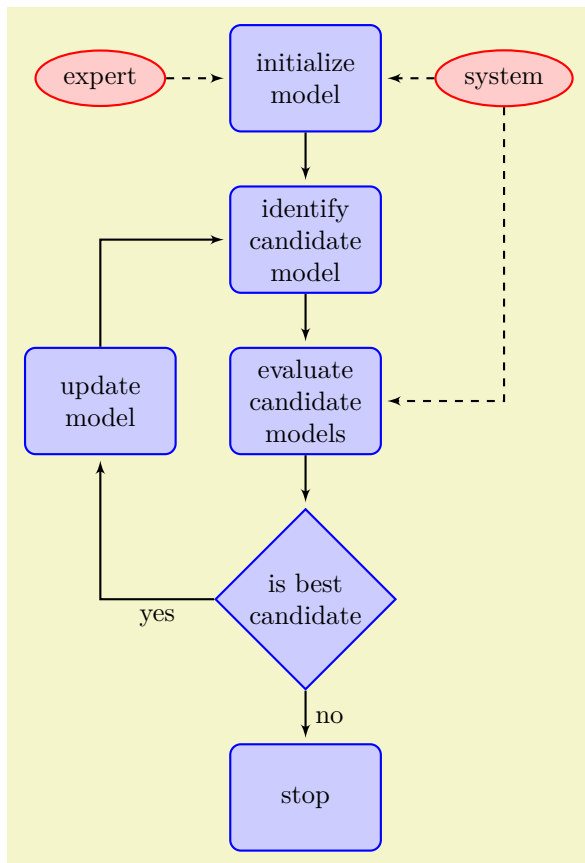 expert
initialize
model
system
identify
candidate
model
update
model
evaluate
candidate
models
is best
candidate
yes
no
stop